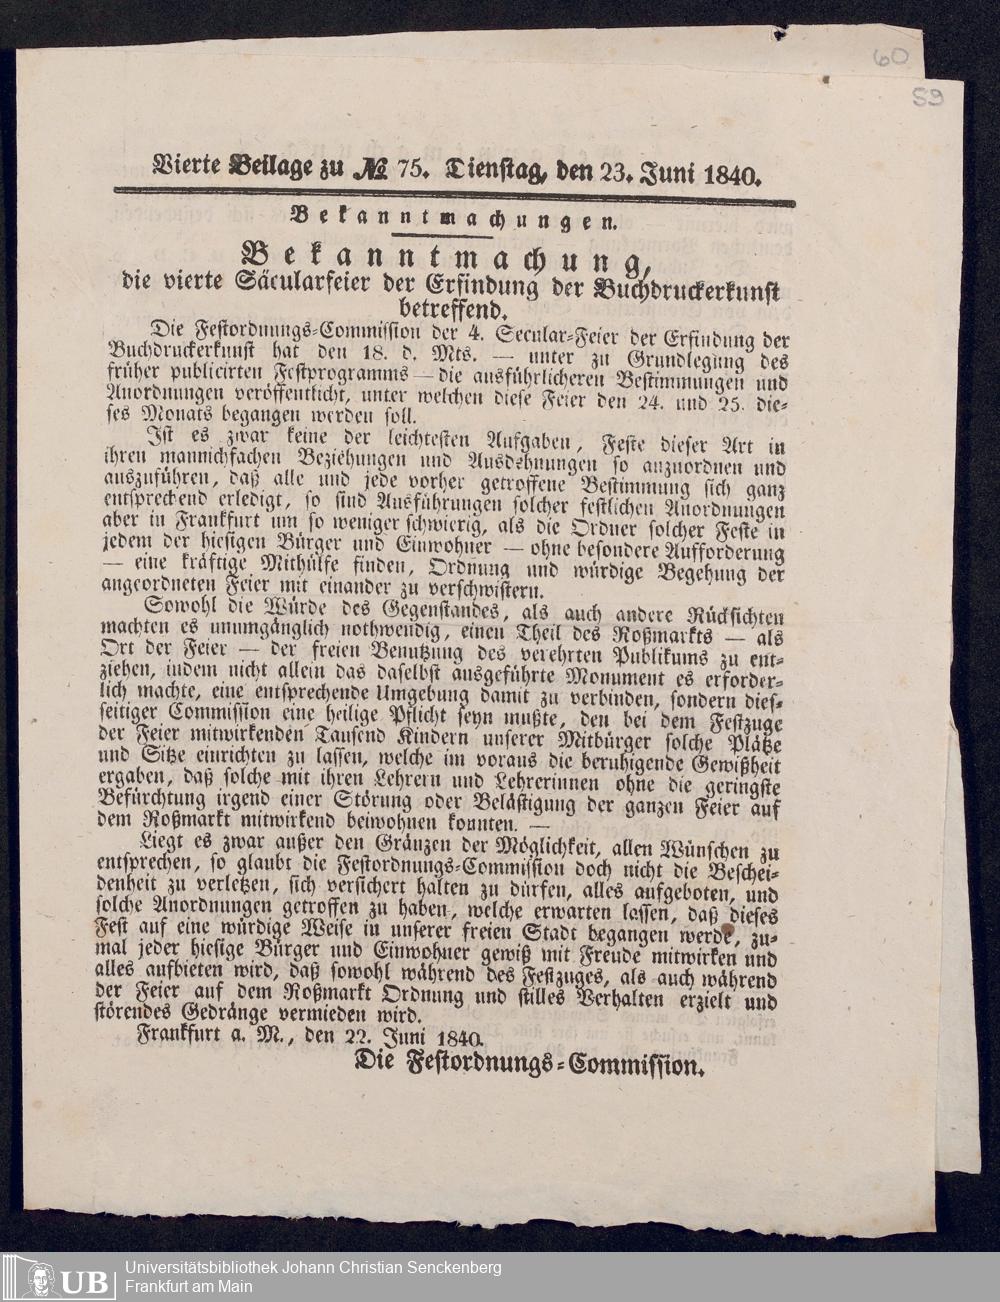 60
59
Vierte Beilage zu № 75. Dienstag, den 23. Juni 1840.
Bekanntmachungen.
Bekanntmachung,
die vierte Säcularfeier der Erfindung der Buchdruckerkunst
betreffend.
Die Festordnungs-Commission der 4. Secular-Feier der Erfindung der
Buchdruckerkunst hat den 18. d. Mts. — unter zu Grundlegung des
früher publicirten Festprogramms — die ausführlicheren Bestimmungen und
Anordnungen veröffentlicht, unter welchen diese Feier den 24. und 25. die-
ses Monats begangen werden soll.
Ist es zwar keine der leichtesten Aufgaben, Feste dieser Art in
ihren mannichfachen Beziehungen und Ausdehnungen so anzuordnen und
auszuführen, daß alle und jede vorher getroffene Bestimmung sich ganz
entsprechend erledigt, so sind Ausführungen solcher festlichen Anordnungen
aber in Frankfurt um so weniger schwierig, als die Ordner solcher Feste in
jedem der hiesigen Bürger und Einwohner — ohne besondere Aufforderung
— eine kräftige Mithülfe finden, Ordnung und würdige Begehung der
angeordneten Feier mit einander zu verschwistern.
Sowohl die Würde des Gegenstandes, als auch andere Rücksichten
machten es unumgänglich nothwendig, einen Theil des Roßmarkts — als
Ort der Feier — der freien Benutzung des verehrten Publikums zu ent-
ziehen, indem nicht allein das daselbst ausgeführte Monument es erforder-
lich machte, eine entsprechende Umgebung damit zu verbinden, sondern dies-
seitiger Commission eine heilige Pflicht seyn mußte, den bei dem Festzuge
der Feier mitwirkenden Tausend Kindern unserer Mitbürger solche Plätze
und Sitze einrichten zu lassen, welche im voraus die beruhigende Gewißheit
ergaben, daß solche mit ihren Lehrern und Lehrerinnen ohne die geringste
Befürchtung irgend einer Störung oder Belästigung der ganzen Feier auf
dem Roßmarkt mitwirkend beiwohnen konnten. —
Liegt es zwar außer den Gränzen der Möglichkeit, allen Wünschen zu
entsprechen, so glaubt die Festordnungs-Commission doch nicht die Beschei-
denheit zu verletzen, sich versichert halten zu dürfen, alles aufgeboten, und
solche Anordnungen getroffen zu haben, welche erwarten lassen, daß dieses
Fest auf eine würdige Weise in unserer freien Stadt begangen werde, zu-
mal jeder hiesige Bürger und Einwohner gewiß mit Freude mitwirken und
alles aufbieten wird, daß sowohl während des Festzuges, als auch während
der Feier auf dem Roßmarkt Ordnung und stilles Verhalten erzielt und
störendes Gedränge vermieden wird.
Frankfurt a. M., den 22. Juni 1840.
Die Festordnungs-Commission.
UB
Universitätsbibliothek Johann Christian Senckenberg
Frankfurt am Main